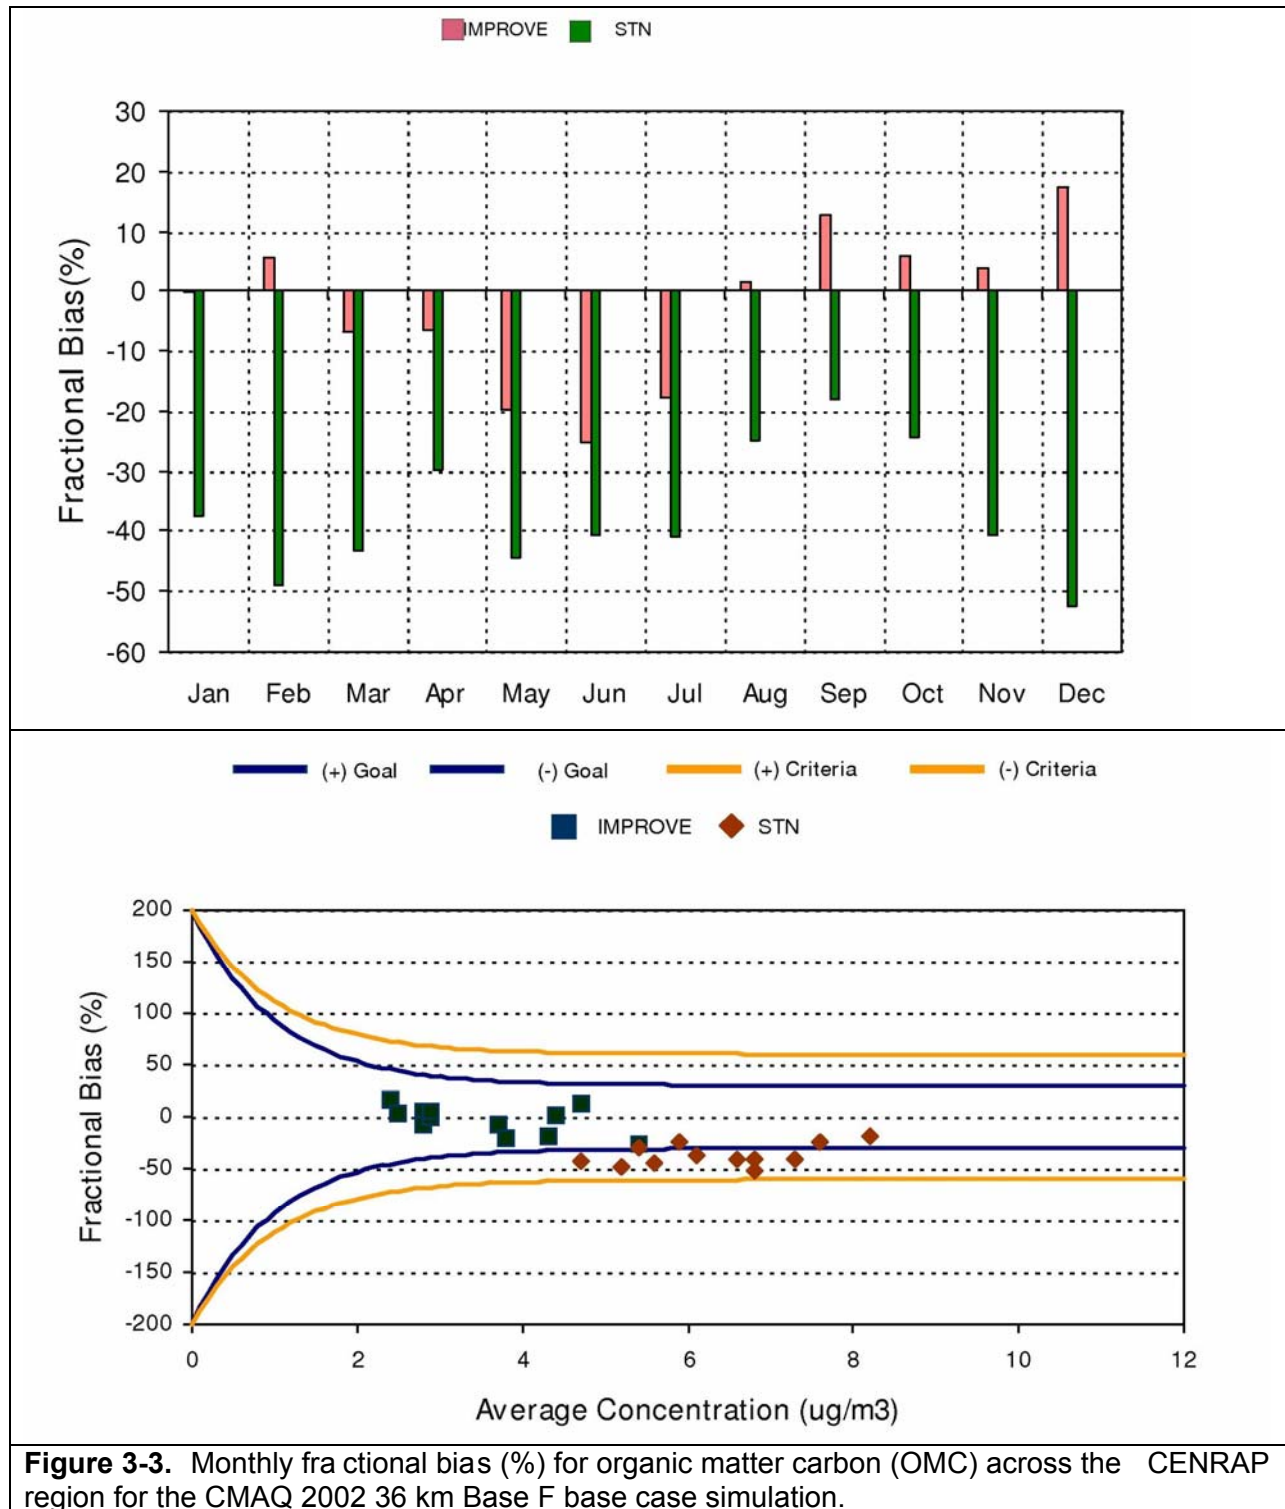 IMPROVE STN
Fractional Bias(%)
30
20
10
0
-10
-20
-30
-40
-50
-60
Jan Feb Mar Apr May Jun Jul Aug Sep Oct Nov Dec
(+) Goal (-) Goal (+) Criteria (-) Criteria
IMPROVE STN
Fractional Bias (%)
200
150
100
50
0
-50
-100
-150
-200
0 2 4 6 8 10 12
Average Concentration (ug/m3)
Figure 3-3. Monthly fra ctional bias (%) for organic matter carbon (OMC) across the CENRAP
region for the CMAQ 2002 36 km Base F base case simulation.